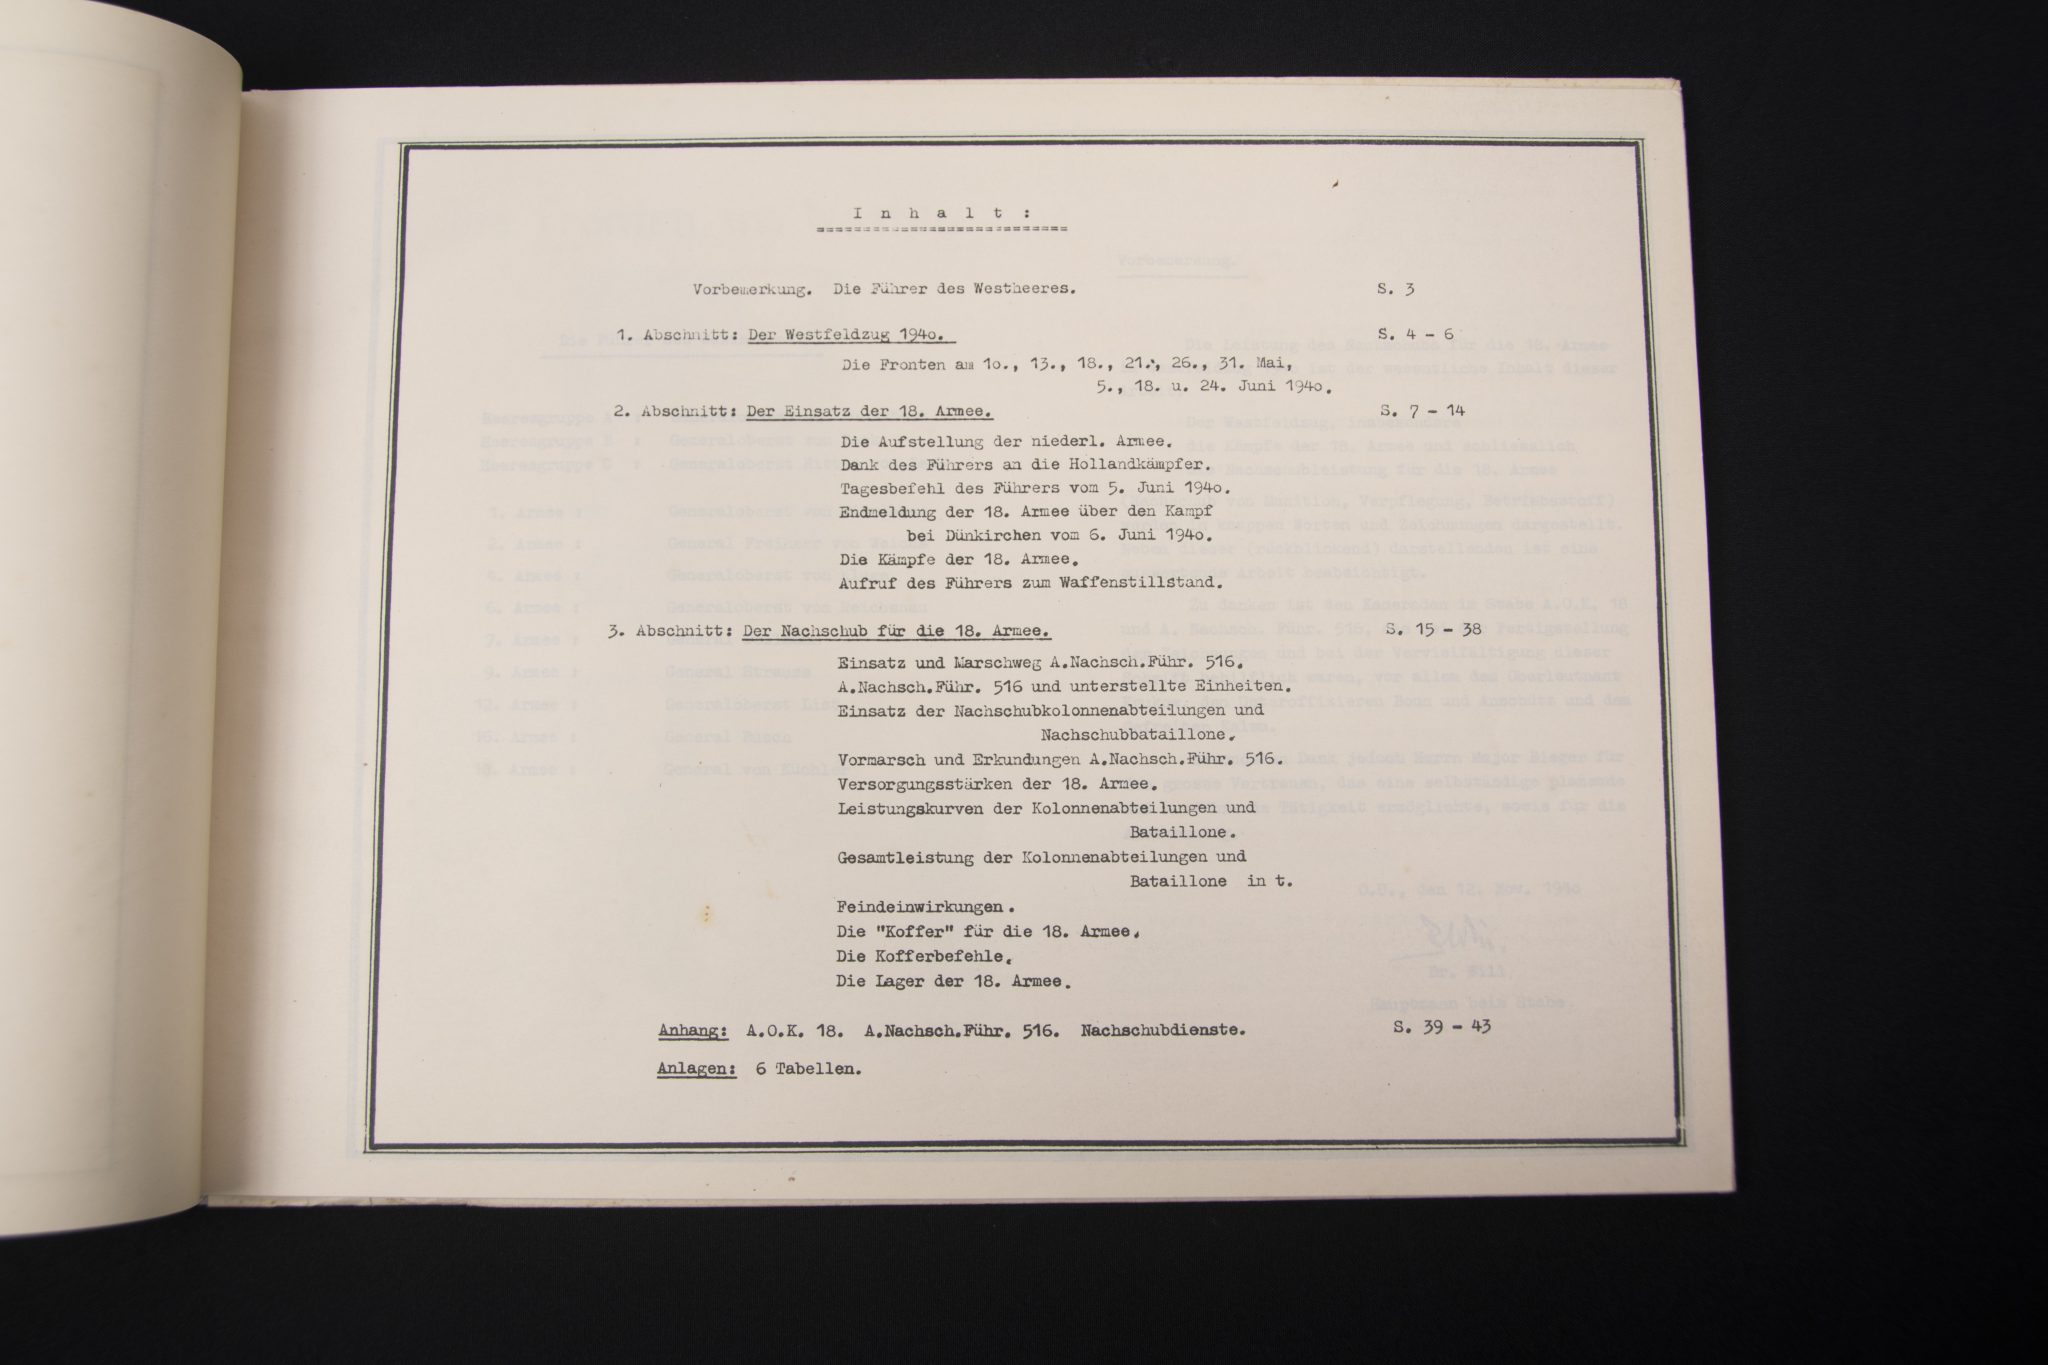 I n h a l t :
Vorbemerkung. Die Führer des Westheeres. S. 3
1. Abschnitt: Der Westfeldzug 194o. S. 4 - 6
Die Fronten am 1o., 13., 18., 21., 26., 31. Mai,
5., 18. u. 24. Juni 194o.
2. Abschnitt: Der Einsatz der 18. Armee. S. 7 - 14
Die Aufstellung der niederl. Armee.
Dank des Führers an die Hollandkämpfer.
Tagesbefehl des Führers vom 5. Juni 194o.
Endmeldung der 18. Armee über den Kampf
bei Dünkirchen vom 6. Juni 194o.
Die Kämpfe der 18. Armee.
Aufruf des Führers zum Waffenstillstand.
3. Abschnitt: Der Nachschub für die 18. Armee. S. 15 - 38
Einsatz und Marschweg A.Nachsch.Führ. 516.
A.Nachsch.Führ. 516 und unterstellte Einheiten.
Einsatz der Nachschubkolonnenabteilungen und
Nachschubbataillone.
Vormarsch und Erkundungen A.Nachsch.Führ. 516.
Versorgungsstärken der 18. Armee.
Leistungskurven der Kolonnenabteilungen und
Bataillone.
Gesamtleistung der Kolonnenabteilungen und
Bataillone in t.
Feindeinwirkungen.
Die "Koffer" für die 18. Armee.
Die Kofferbefehle.
Die Lager der 18. Armee.
Anhang: A.O.K. 18. A.Nachsch.Führ. 516. Nachschubdienste. S. 39 - 43
Anlagen: 6 Tabellen.